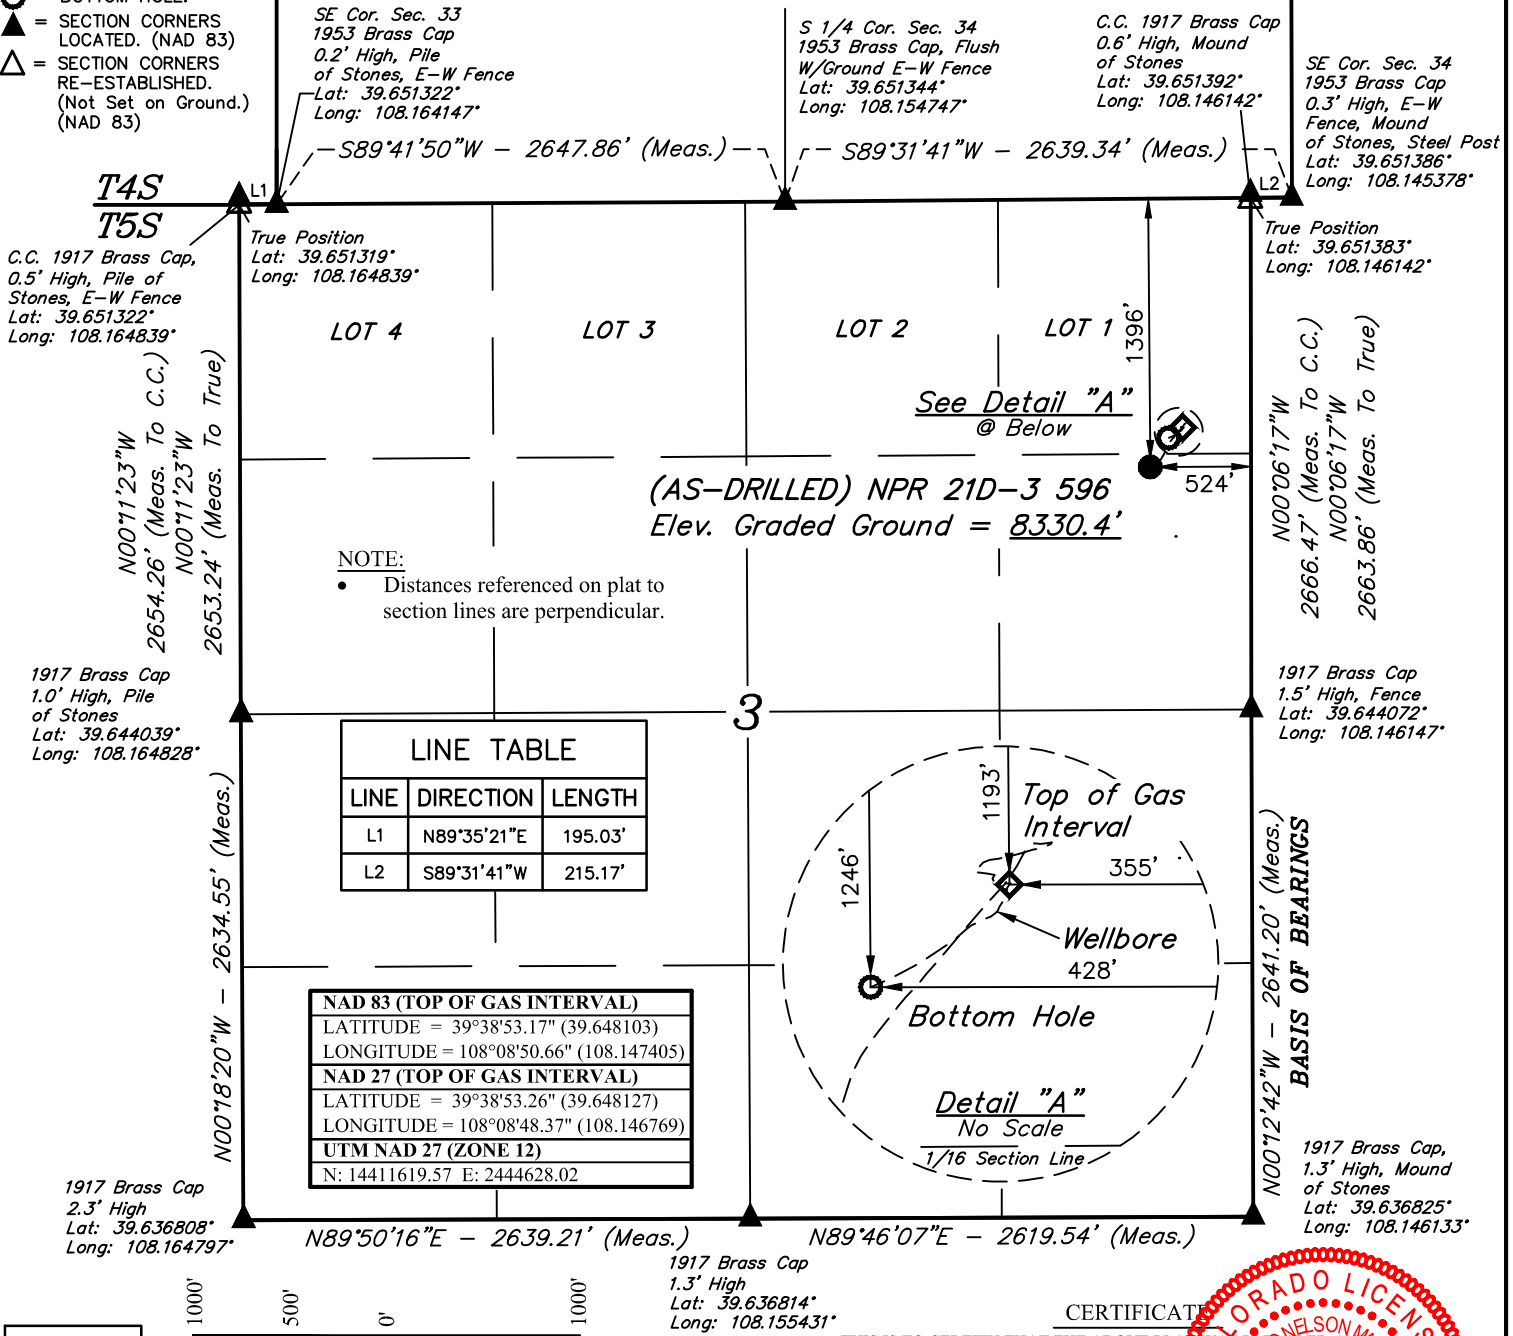 BOTTOM HOLE.
= SECTION CORNERS
LOCATED. (NAD 83)
= SECTION CORNERS
RE-ESTABLISHED.
(Not Set on Ground.)
(NAD 83)
SE Cor. Sec. 33
1953 Brass Cap
0.2' High, Pile
of Stones, E-W Fence
Lat: 39.651322°
Long: 108.164147°
S 1/4 Cor. Sec. 34
1953 Brass Cap, Flush
W/Ground E-W Fence
Lat: 39.651344°
Long: 108.154747°
C.C. 1917 Brass Cap
0.6' High, Mound
of Stones
Lat: 39.651392°
Long: 108.146142°
SE Cor. Sec. 34
1953 Brass Cap
0.3' High, E-W
Fence, Mound
of Stones, Steel Post
Lat: 39.651386°
Long: 108.145378°
S89°41'50"W - 2647.86' (Meas.)
S89°31'41"W - 2639.34' (Meas.)
T4S
T5S
L1
L2
True Position
Lat: 39.651319°
Long: 108.164839°
True Position
Lat: 39.651383°
Long: 108.146142°
C.C. 1917 Brass Cap,
0.5' High, Pile of
Stones, E-W Fence
Lat: 39.651322°
Long: 108.164839°
LOT 4
LOT 3
LOT 2
LOT 1
1396'
See Detail "A"
@ Below
524'
(AS-DRILLED) NPR 21D-3 596
Elev. Graded Ground = 8330.4'
N00°11'23"W
2654.26' (Meas. To C.C.)
N00°11'23"W
2653.24' (Meas. To True)
N00°06'17"W
2666.47' (Meas. To C.C.)
N00°06'17"W
2663.86' (Meas. To True)
NOTE:
• Distances referenced on plat to
section lines are perpendicular.
1917 Brass Cap
1.0' High, Pile
of Stones
Lat: 39.644039°
Long: 108.164828°
3
1917 Brass Cap
1.5' High, Fence
Lat: 39.644072°
Long: 108.146147°
LINE TABLE
LINE DIRECTION LENGTH
L1 N89°35'21"E 195.03'
L2 S89°31'41"W 215.17'
1193'
Top of Gas
Interval
1246'
355'
Wellbore
428'
Bottom Hole
Detail "A"
No Scale
1/16 Section Line
N00°18'20"W - 2634.55' (Meas.)
N00°12'42"W - 2641.20' (Meas.)
BASIS OF BEARINGS
NAD 83 (TOP OF GAS INTERVAL)
LATITUDE = 39°38'53.17" (39.648103)
LONGITUDE = 108°08'50.66" (108.147405)
NAD 27 (TOP OF GAS INTERVAL)
LATITUDE = 39°38'53.26" (39.648127)
LONGITUDE = 108°08'48.37" (108.146769)
UTM NAD 27 (ZONE 12)
N: 14411619.57 E: 2444628.02
1917 Brass Cap
2.3' High
Lat: 39.636808°
Long: 108.164797°
1917 Brass Cap,
1.3' High, Mound
of Stones
Lat: 39.636825°
Long: 108.146133°
N89°50'16"E - 2639.21' (Meas.)
N89°46'07"E - 2619.54' (Meas.)
1917 Brass Cap
1.3' High
Lat: 39.636814°
Long: 108.155431°
1000'
500'
0'
1000'
CERTIFICATE